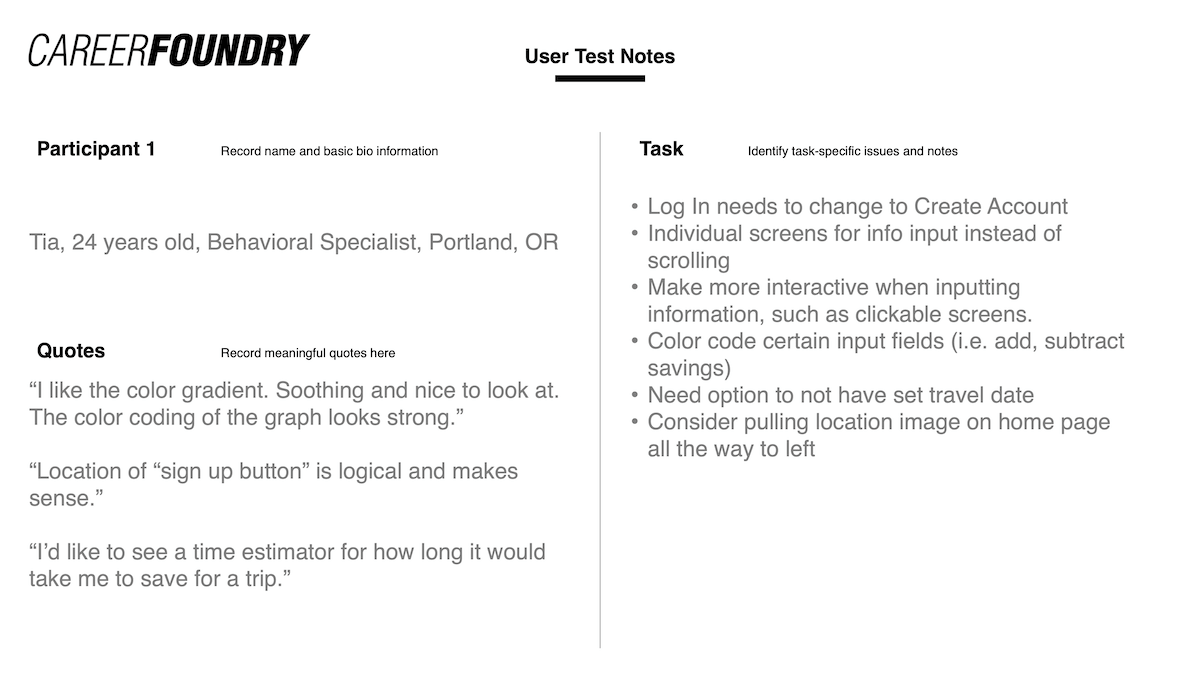 CAREERFOUNDRY
User Test Notes
Participant 1 Record name and basic bio information
Tia, 24 years old, Behavioral Specialist, Portland, OR
Quotes Record meaningful quotes here
“I like the color gradient. Soothing and nice to look at.
The color coding of the graph looks strong.”
“Location of “sign up button” is logical and makes
sense.”
“I’d like to see a time estimator for how long it would
take me to save for a trip.”
Task Identify task-specific issues and notes
• Log In needs to change to Create Account
• Individual screens for info input instead of
scrolling
• Make more interactive when inputting
information, such as clickable screens.
• Color code certain input fields (i.e. add, subtract
savings)
• Need option to not have set travel date
• Consider pulling location image on home page
all the way to left